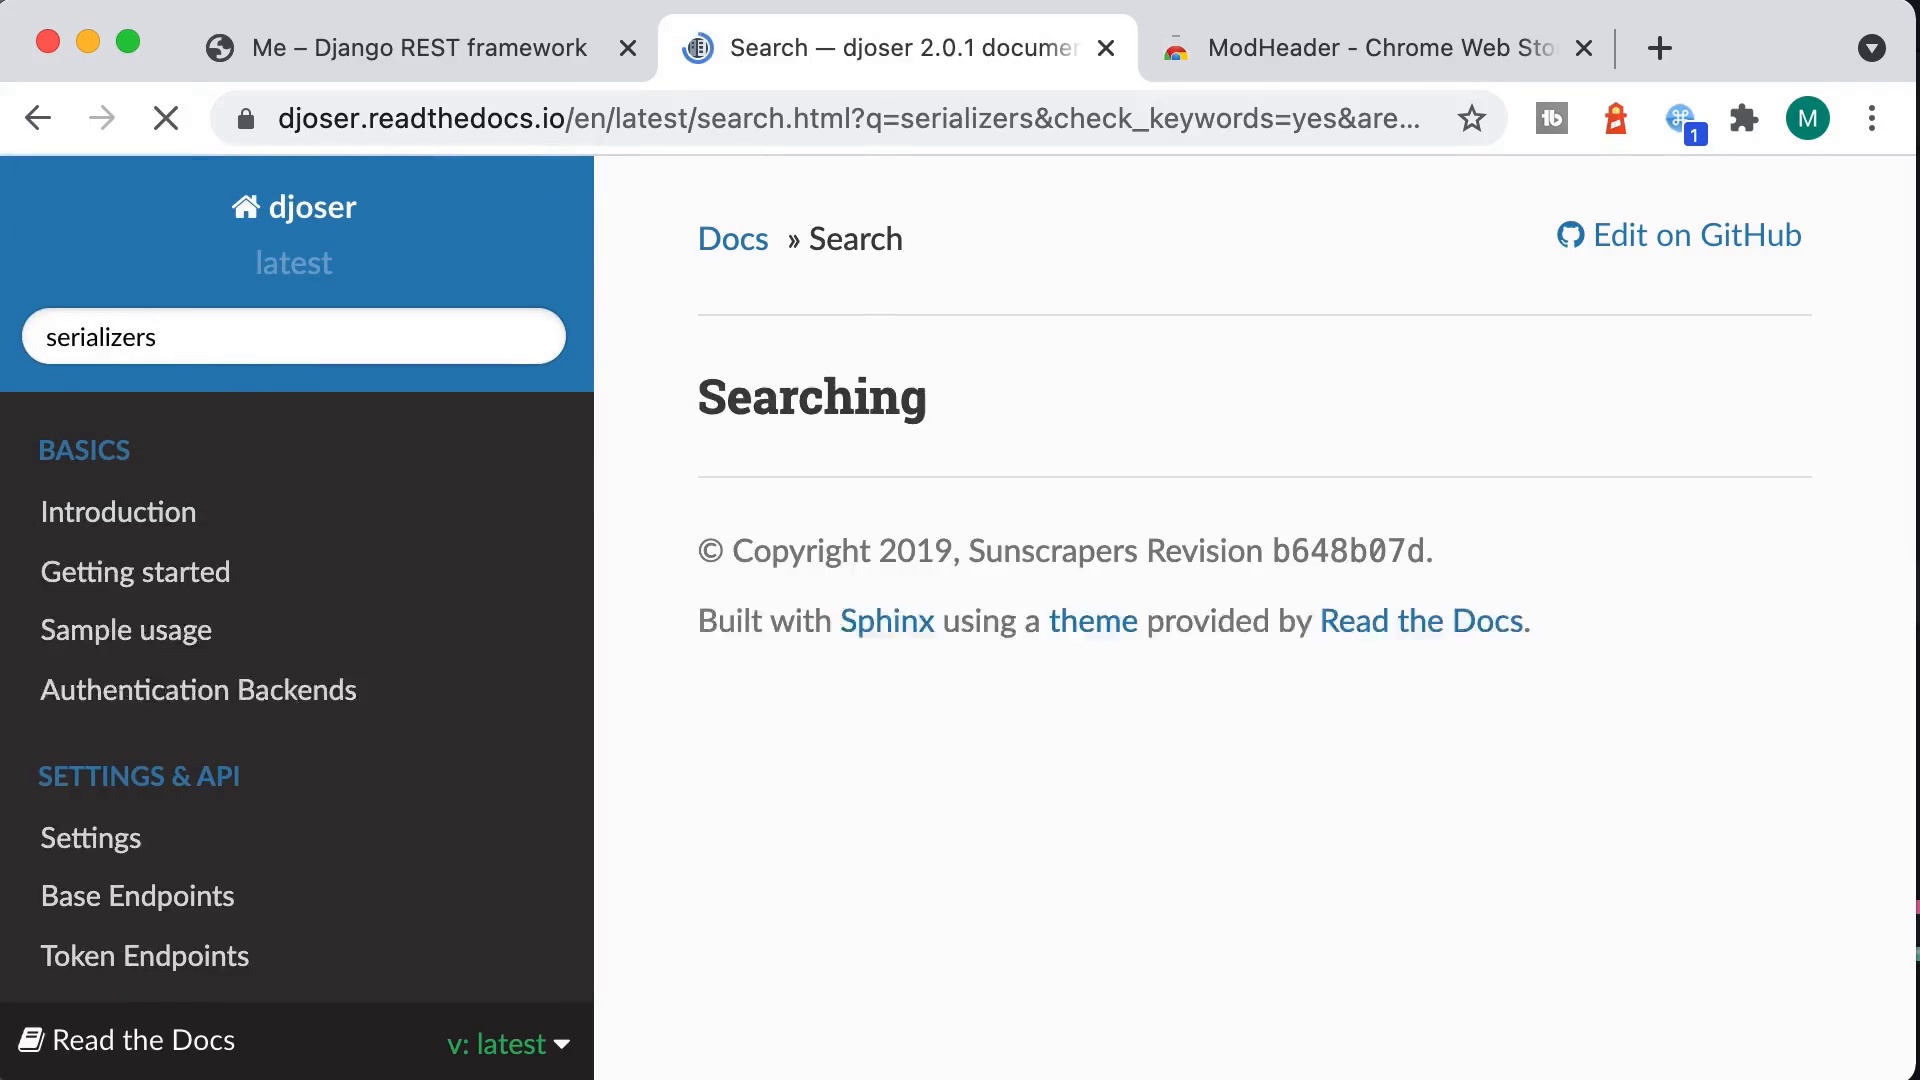 Me – Django REST framework
Search — djoser 2.0.1 documen
ModHeader - Chrome Web Sto
djoser.readthedocs.io/en/latest/search.html?q=serializers&check_keywords=yes&are...
1
M
djoser
latest
serializers
BASICS
Introduction
Getting started
Sample usage
Authentication Backends
SETTINGS & API
Settings
Base Endpoints
Token Endpoints
Read the Docs
v: latest
Docs » Search
Edit on GitHub
Searching
© Copyright 2019, Sunscrapers Revision b648b07d.
Built with Sphinx using a theme provided by Read the Docs.